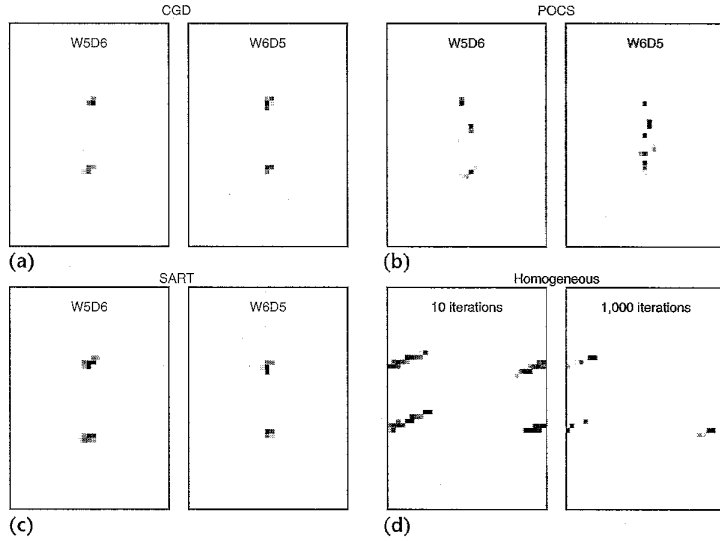 CGD
W5D6
W6D5
(a)
POCS
W5D6
W6D5
(b)
SART
W5D6
W6D5
(c)
Homogeneous
10 iterations
1,000 iterations
(d)